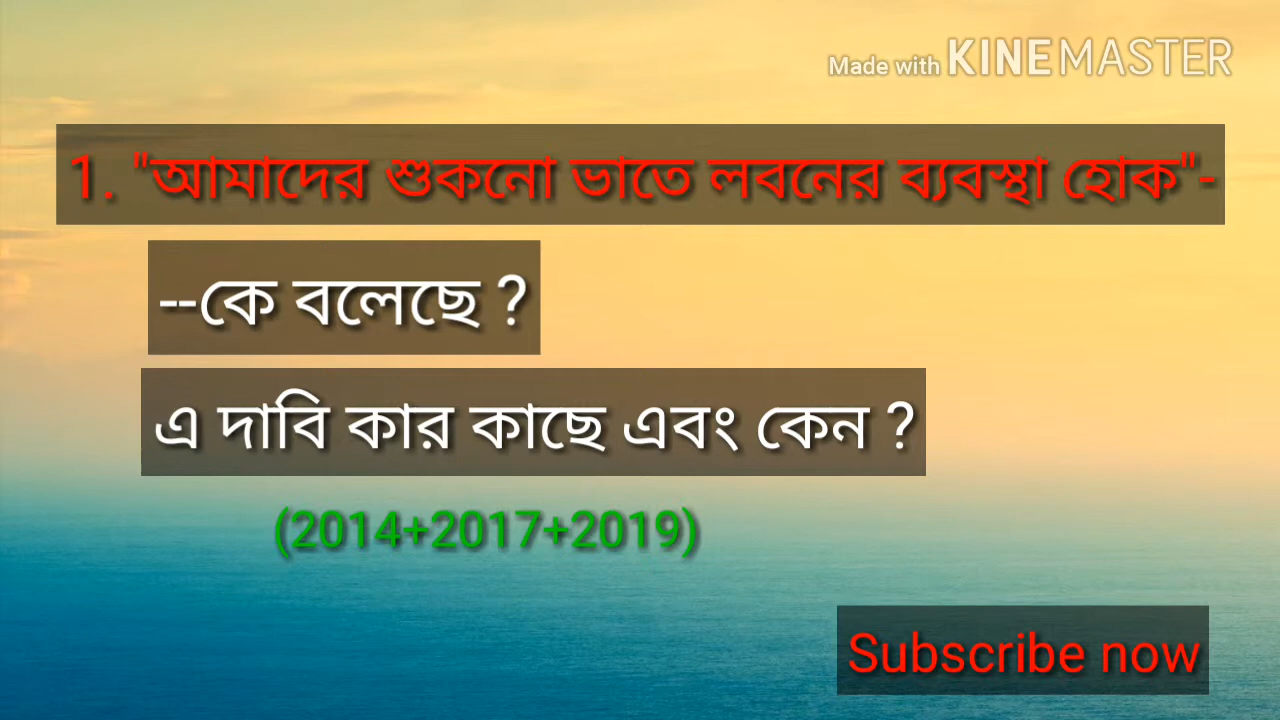 Made with KINEMASTER
1. "আমাদের শুকনো ভাতে লবনের ব্যবস্থা হোক"-
--কে বলেছে ?
এ দাবি কার কাছে এবং কেন ?
(2014+2017+2019)
Subscribe now